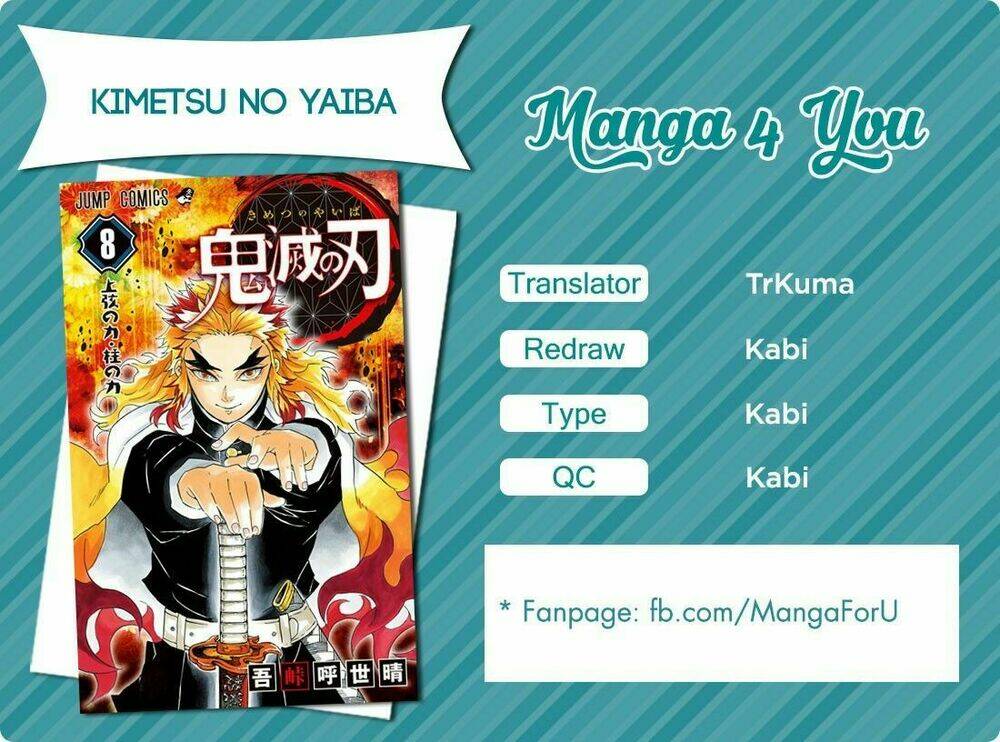 KIMETSU NO YAIBA
Manga 4 You
JUMP COMICS
8
きめつのやいば
鬼滅の刃
上弦の力・柱の力
吾峠呼世晴
Translator TrKuma
Redraw Kabi
Type Kabi
QC Kabi
* Fanpage: fb.com/MangaForU